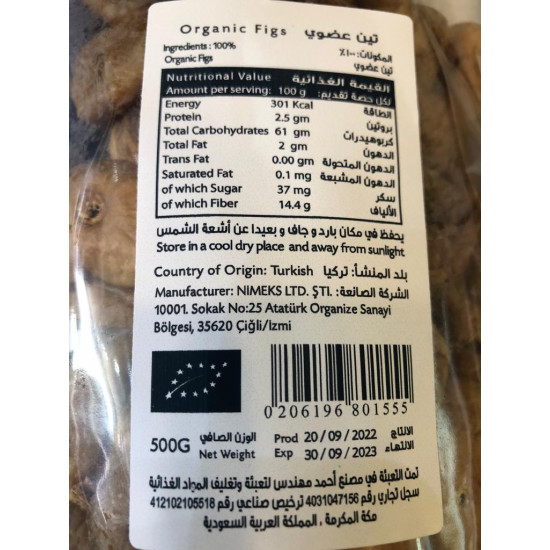 Organic Figs تين عضوي
Ingredients: 100% المكونات: ١٠٠٪
Organic Figs تين عضوي
Nutritional Value القيمة الغذائية
Amount per serving: 100 g لكل حصة تقديم:
Energy 301 Kcal الطاقة
Protein 2.5 gm بروتين
Total Carbohydrates 61 gm كربوهيدرات
Total Fat 2 gm الدهون
Trans Fat 0.00 gm الدهون المتحولة
Saturated Fat 0.1 mg الدهون المشبعة
of which Sugar 37 mg سكر
of which Fiber 14.4 g الألياف
يحفظ في مكان بارد و جاف و بعيدا عن أشعة الشمس
Store in a cool dry place and away from sunlight
Country of Origin: Turkish بلد المنشأ: تركيا
Manufacturer: NİMEKS LTD. ŞTI. الشركة الصانعة:
10001. Sokak No:25 Atatürk Organize Sanayi
Bölgesi, 35620 Çiğli/Izmi
0 206196 801555
500G الوزن الصافي Net Weight
Prod 20/09/2022 الانتاج
Exp 30/09/2023 الانتهاء
تمت التعبئة في مصنع أحمد مهندس لتعبئة وتغليف المواد الغذائية
سجل تجاري رقم 4031047156 ترخيص صناعي رقم 412102105518
مكة المكرمة ، المملكة العربية السعودية